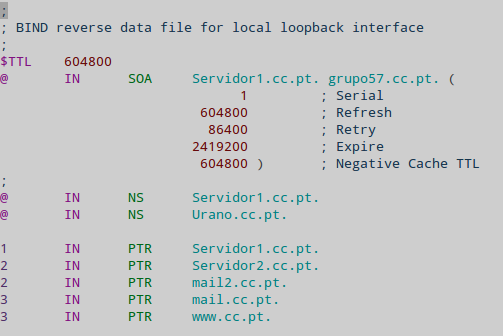 ;
; BIND reverse data file for local loopback interface
;
$TTL 604800
@ IN SOA Servidor1.cc.pt. grupo57.cc.pt. (
1 ; Serial
604800 ; Refresh
86400 ; Retry
2419200 ; Expire
604800 ) ; Negative Cache TTL
;
@ IN NS Servidor1.cc.pt.
@ IN NS Urano.cc.pt.
1 IN PTR Servidor1.cc.pt.
2 IN PTR Servidor2.cc.pt.
2 IN PTR mail2.cc.pt.
3 IN PTR mail.cc.pt.
3 IN PTR www.cc.pt.